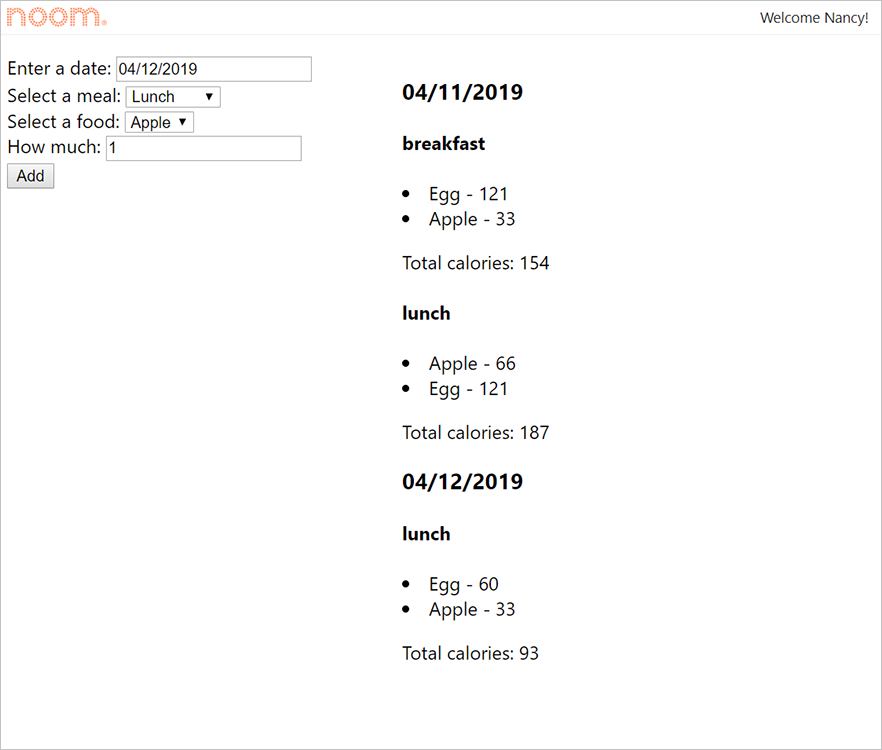 noom.
Welcome Nancy!
Enter a date: 04/12/2019
Select a meal: Lunch
Select a food: Apple
How much: 1
Add
04/11/2019
breakfast
Egg - 121
Apple - 33
Total calories: 154
lunch
Apple - 66
Egg - 121
Total calories: 187
04/12/2019
lunch
Egg - 60
Apple - 33
Total calories: 93